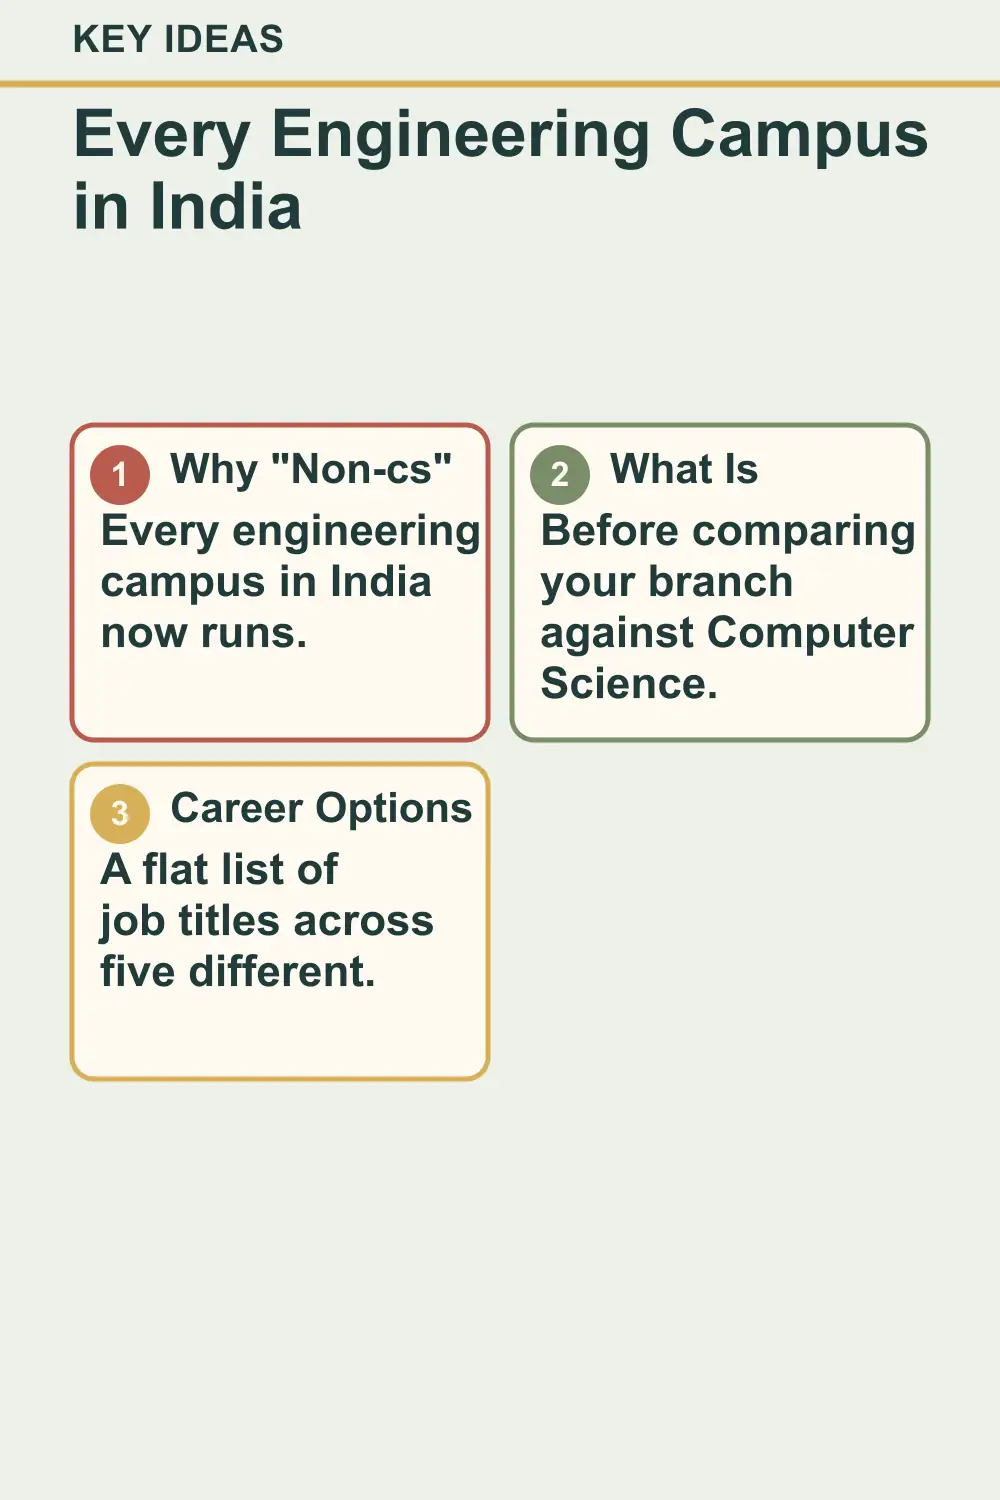 KEY IDEAS
Every Engineering Campus
in India
1 Why "Non-cs"
Every engineering
campus in India
now runs.
2 What Is
Before comparing
your branch
against Computer
Science.
3 Career Options
A flat list of
job titles across
five different.